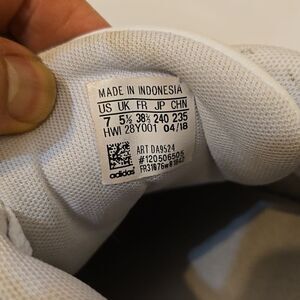 MADE IN INDONESIA
US UK FR JP CHN
7 5½ 38⅔ 240 235
HWI 28Y001 04/18
ART DA9524
#120506505
adidas